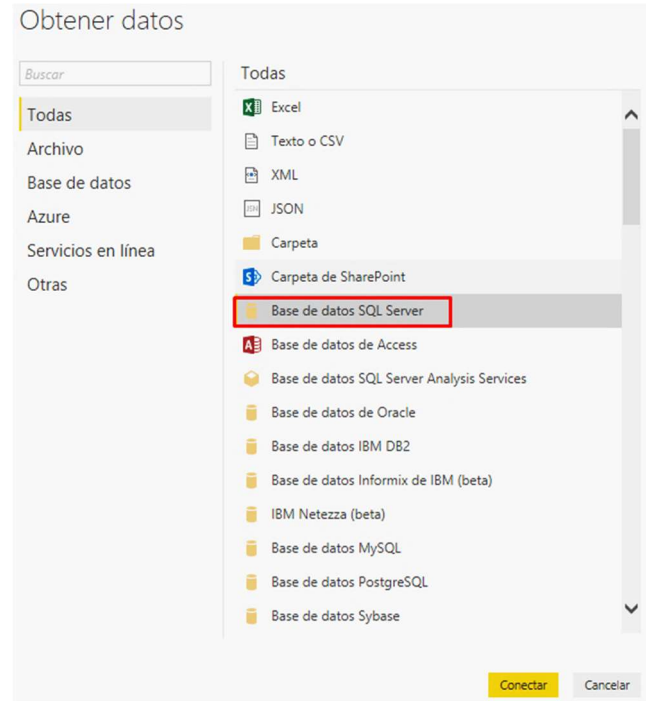 Obtener datos
Buscar
Todas
Archivo
Base de datos
Azure
Servicios en línea
Otras
Todas
Excel
Texto o CSV
XML
JSON
Carpeta
Carpeta de SharePoint
Base de datos SQL Server
Base de datos de Access
Base de datos SQL Server Analysis Services
Base de datos de Oracle
Base de datos IBM DB2
Base de datos Informix de IBM (beta)
IBM Netezza (beta)
Base de datos MySQL
Base de datos PostgreSQL
Base de datos Sybase
Conectar
Cancelar